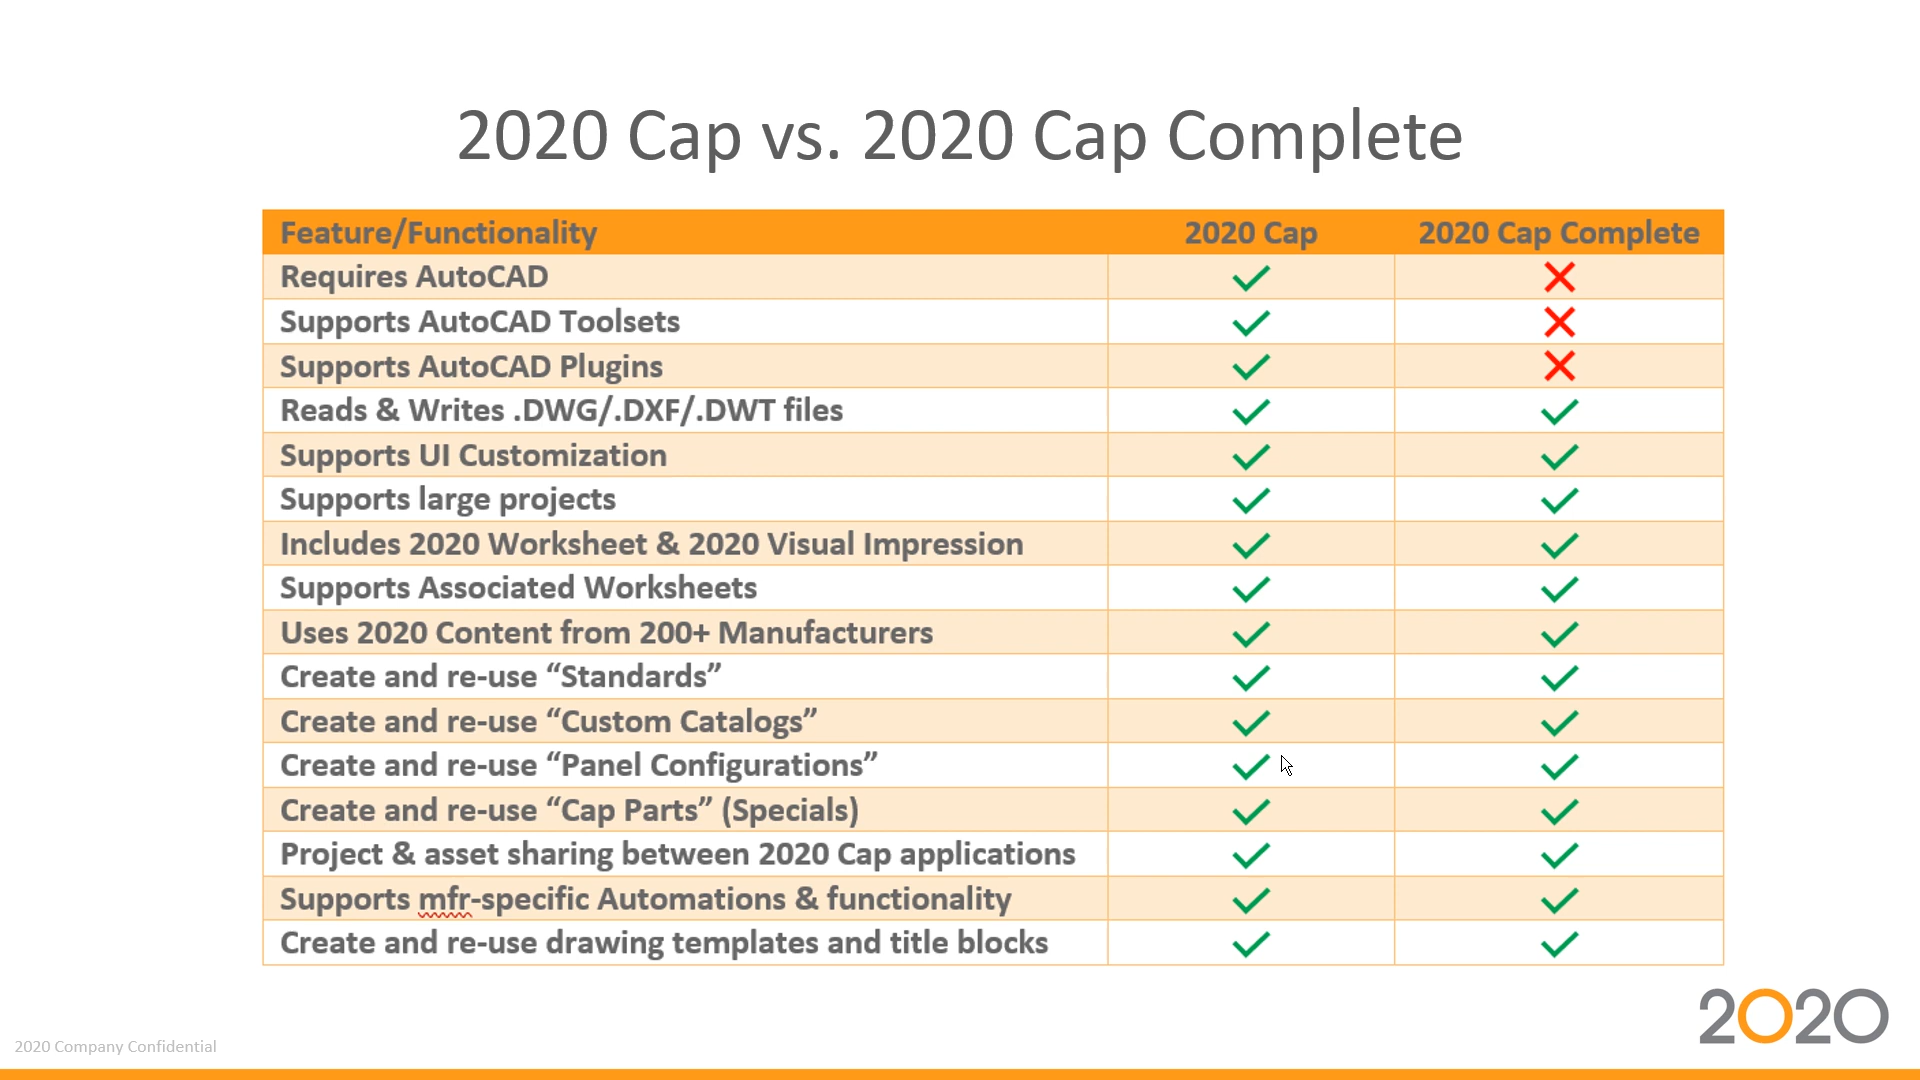 2020 Cap vs. 2020 Cap Complete
Feature/Functionality 2020 Cap 2020 Cap Complete
Requires AutoCAD
Supports AutoCAD Toolsets
Supports AutoCAD Plugins
Reads & Writes .DWG/.DXF/.DWT files
Supports UI Customization
Supports large projects
Includes 2020 Worksheet & 2020 Visual Impression
Supports Associated Worksheets
Uses 2020 Content from 200+ Manufacturers
Create and re-use “Standards”
Create and re-use “Custom Catalogs”
Create and re-use “Panel Configurations”
Create and re-use “Cap Parts” (Specials)
Project & asset sharing between 2020 Cap applications
Supports mfr-specific Automations & functionality
Create and re-use drawing templates and title blocks
2020
2020 Company Confidential